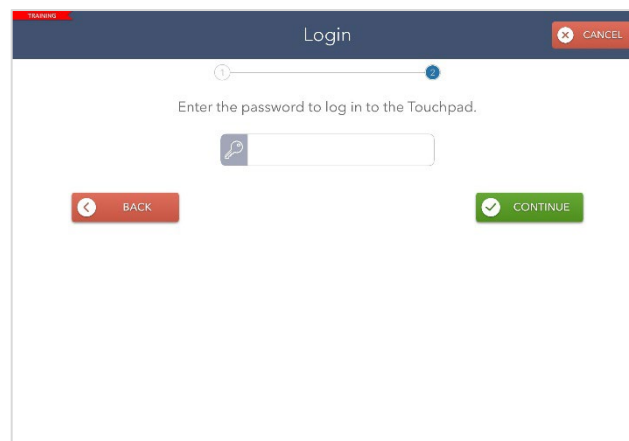 TRAINING
Login
CANCEL
1
2
Enter the password to log in to the Touchpad.
BACK
CONTINUE